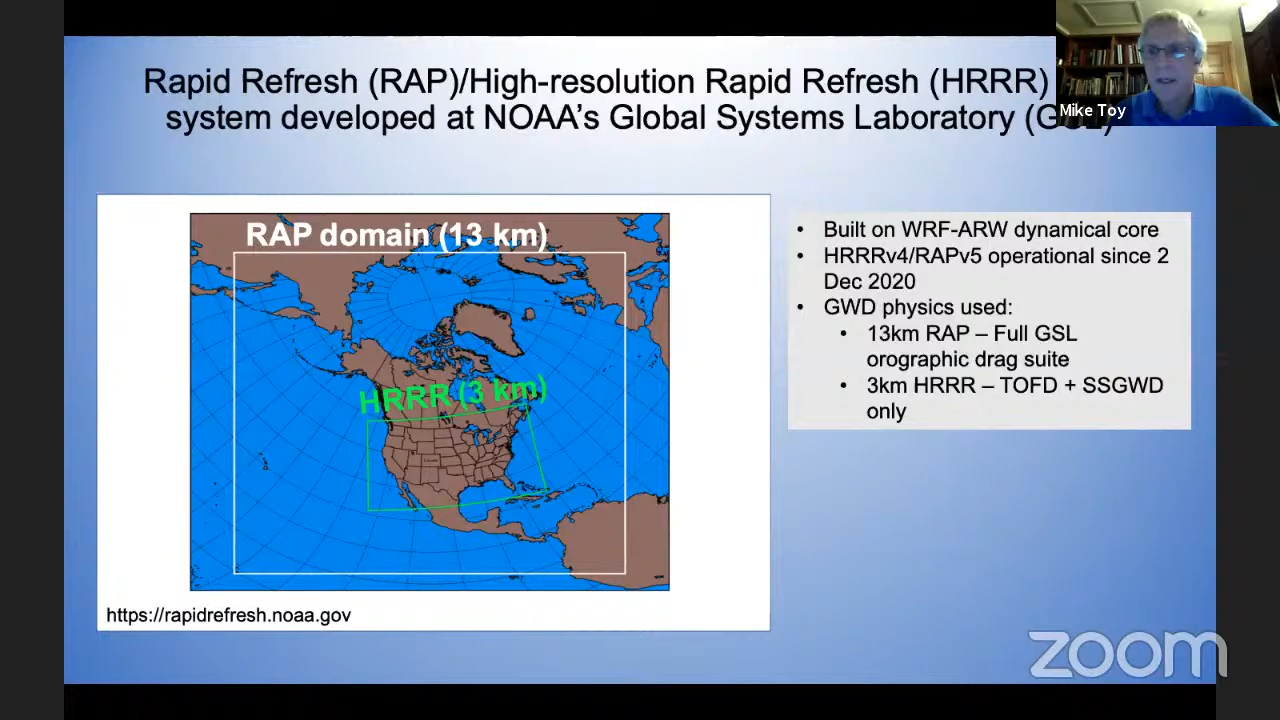 Rapid Refresh (RAP)/High-resolution Rapid Refresh (HRRR)
system developed at NOAA's Global Systems Laboratory
Mike Toy
RAP domain (13 km)
HRRR (3 km)
https://rapidrefresh.noaa.gov
• Built on WRF-ARW dynamical core
• HRRRv4/RAPv5 operational since 2
Dec 2020
• GWD physics used:
• 13km RAP – Full GSL
orographic drag suite
• 3km HRRR – TOFD + SSGWD
only
zoom